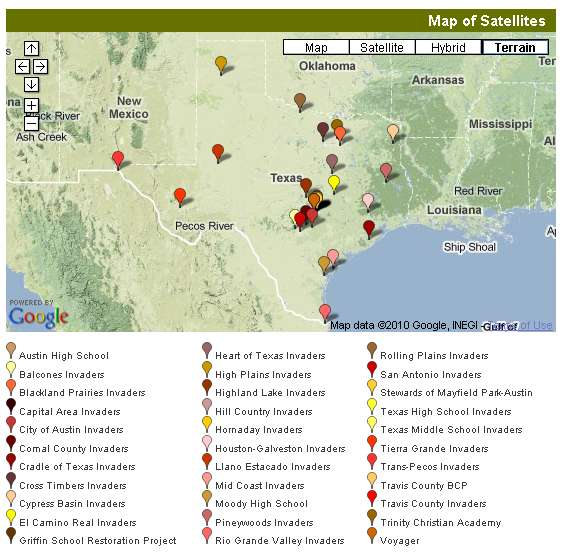 Map of Satellites
Map
Satellite
Hybrid
Terrain
Oklahoma
Arkansas
New
Mexico
Black River
Ash Creek
Mississippi
Texas
Red River
Louisiana
Pecos River
Ship Shoal
POWERED BY
Google
Map data ©2010 Google, INEGI - Terms of Use
Gulf of
Austin High School
Balcones Invaders
Blackland Prairies Invaders
Capital Area Invaders
City of Austin Invaders
Comal County Invaders
Cradle of Texas Invaders
Cross Timbers Invaders
Cypress Basin Invaders
El Camino Real Invaders
Griffin School Restoration Project
Heart of Texas Invaders
High Plains Invaders
Highland Lake Invaders
Hill Country Invaders
Hornaday Invaders
Houston-Galveston Invaders
Llano Estacado Invaders
Mid Coast Invaders
Moody High School
Pineywoods Invaders
Rio Grande Valley Invaders
Rolling Plains Invaders
San Antonio Invaders
Stewards of Mayfield Park-Austin
Texas High School Invaders
Texas Middle School Invaders
Tierra Grande Invaders
Trans-Pecos Invaders
Travis County BCP
Travis County Invaders
Trinity Christian Academy
Voyager